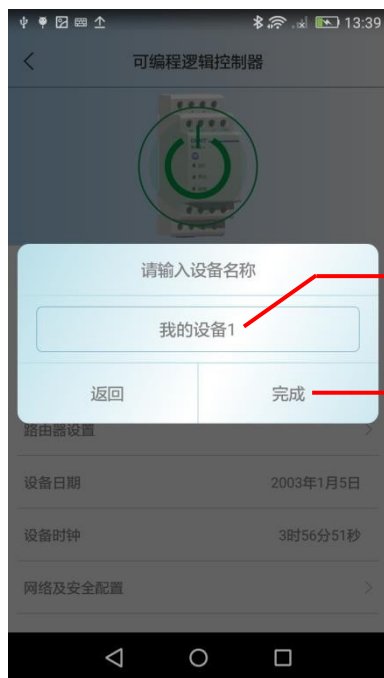 13:39
可编程逻辑控制器
请输入设备名称
我的设备1
返回 完成
路由器设置
设备日期 2003年1月5日
设备时钟 3时56分51秒
网络及安全配置